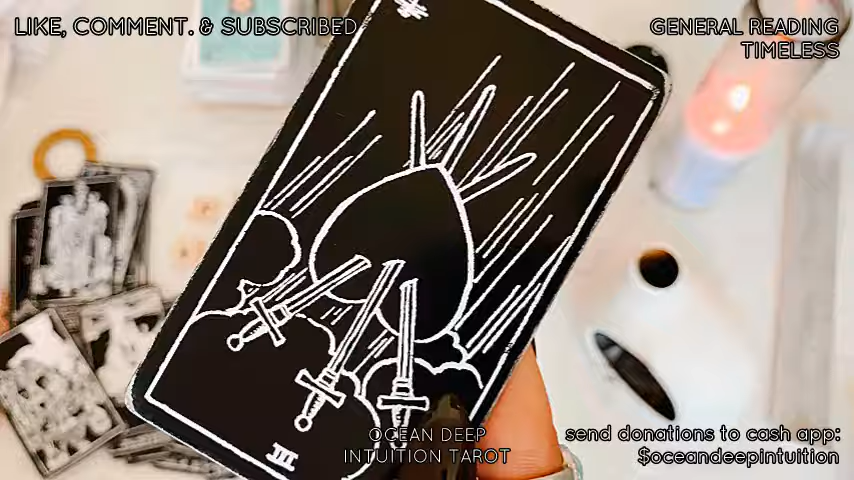 LIKE, COMMENT. & SUBSCRIBED
GENERAL READING
TIMELESS
III
OCEAN DEEP
INTUITION TAROT
send donations to cash app:
$oceandeepintuition